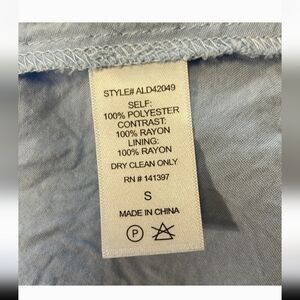 STYLE# ALD42049
SELF:
100% POLYESTER
CONTRAST:
100% RAYON
LINING:
100% RAYON
DRY CLEAN ONLY
RN # 141397
S
MADE IN CHINA
P